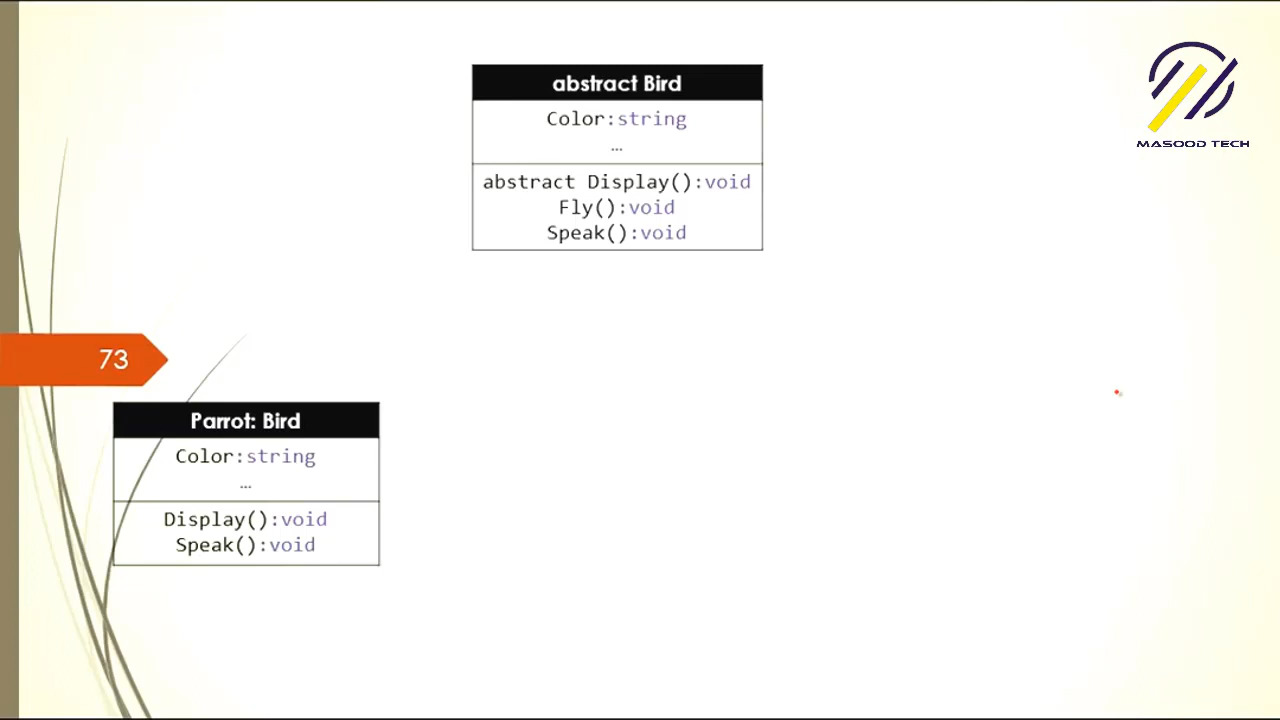 abstract Bird
Color:string
...
abstract Display():void
Fly():void
Speak():void
MASOOD TECH
73
Parrot: Bird
Color:string
...
Display():void
Speak():void